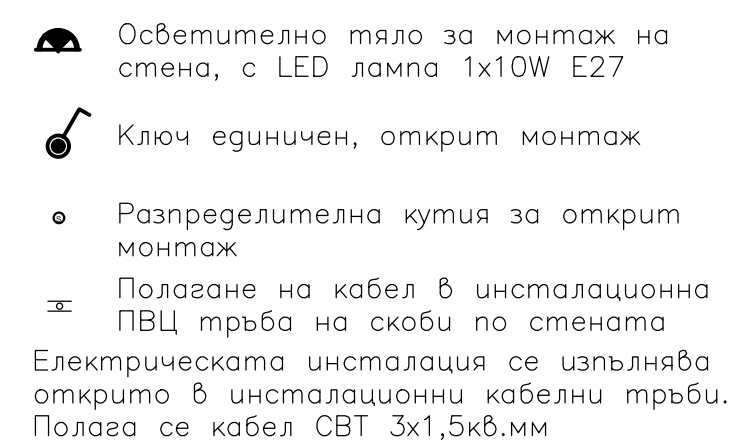 Осветително тяло за монтаж на
стена, с LED лампа 1x10W E27
Ключ единичен, открит монтаж
Разпределителна кутия за открит
монтаж
Полагане на кабел в инсталационна
ПВЦ тръба на скоби по стената
Електрическата инсталация се изпълнява
открито в инсталационни кабелни тръби.
Полага се кабел СВТ 3x1,5кв.мм